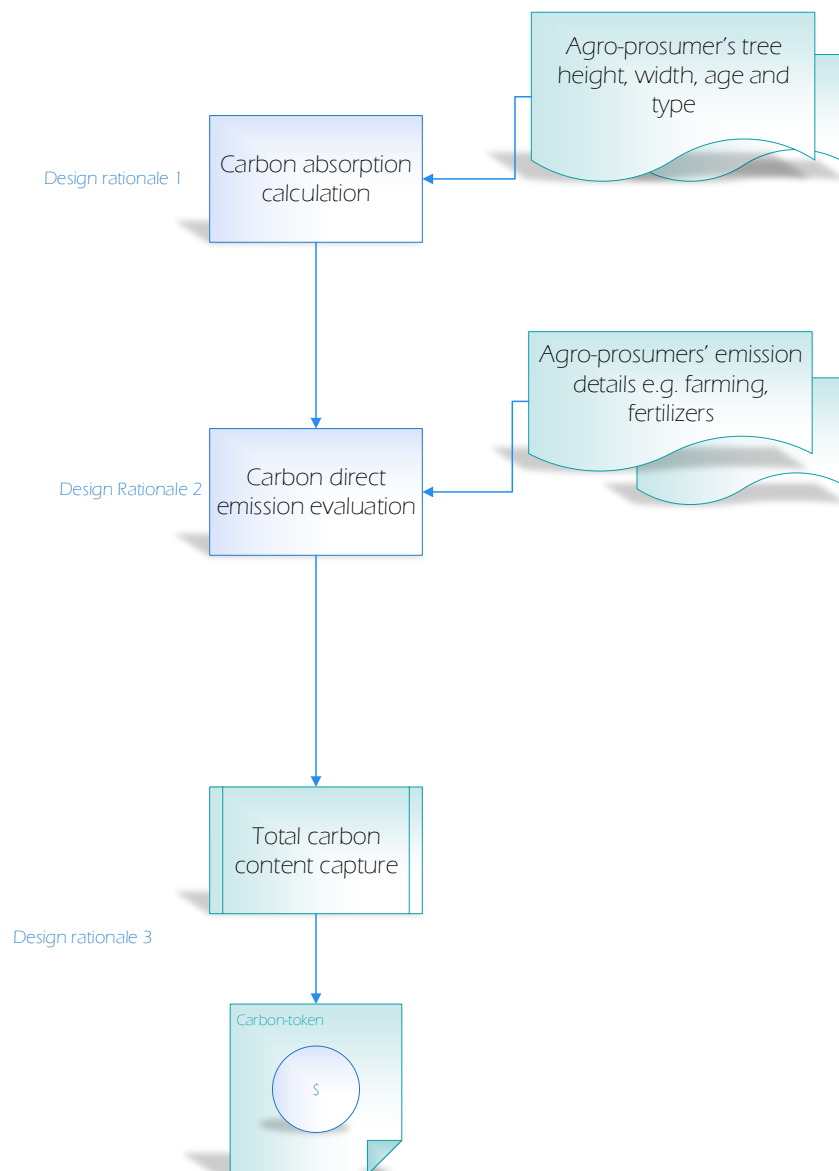 Agro-prosumer's tree
height, width, age and
type
Design rationale 1
Carbon absorption
calculation
Agro-prosumers' emission
details e.g. farming,
fertilizers
Design Rationale 2
Carbon direct
emission evaluation
Total carbon
content capture
Design rationale 3
Carbon-token
$